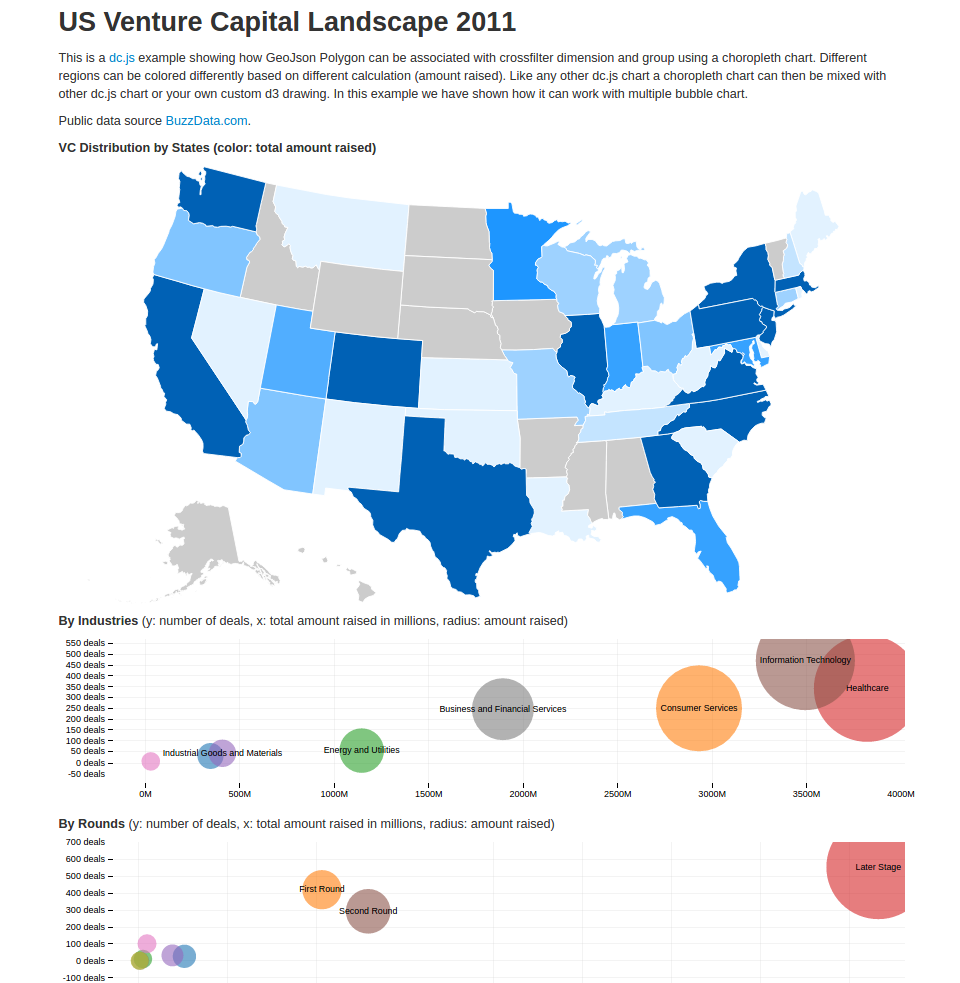 US Venture Capital Landscape 2011
This is a dc.js example showing how GeoJson Polygon can be associated with crossfilter dimension and group using a choropleth chart. Different
regions can be colored differently based on different calculation (amount raised). Like any other dc.js chart a choropleth chart can then be mixed with
other dc.js chart or your own custom d3 drawing. In this example we have shown how it can work with multiple bubble chart.
Public data source BuzzData.com.
VC Distribution by States (color: total amount raised)
By Industries (y: number of deals, x: total amount raised in millions, radius: amount raised)
550 deals
500 deals
450 deals
400 deals
350 deals
300 deals
250 deals
200 deals
150 deals
100 deals
50 deals
0 deals
-50 deals
Information Technology
Healthcare
Business and Financial Services
Consumer Services
Industrial Goods and Materials
Energy and Utilities
0M
500M
1000M
1500M
2000M
2500M
3000M
3500M
4000M
By Rounds (y: number of deals, x: total amount raised in millions, radius: amount raised)
700 deals
600 deals
500 deals
400 deals
300 deals
200 deals
100 deals
0 deals
-100 deals
Later Stage
First Round
Second Round